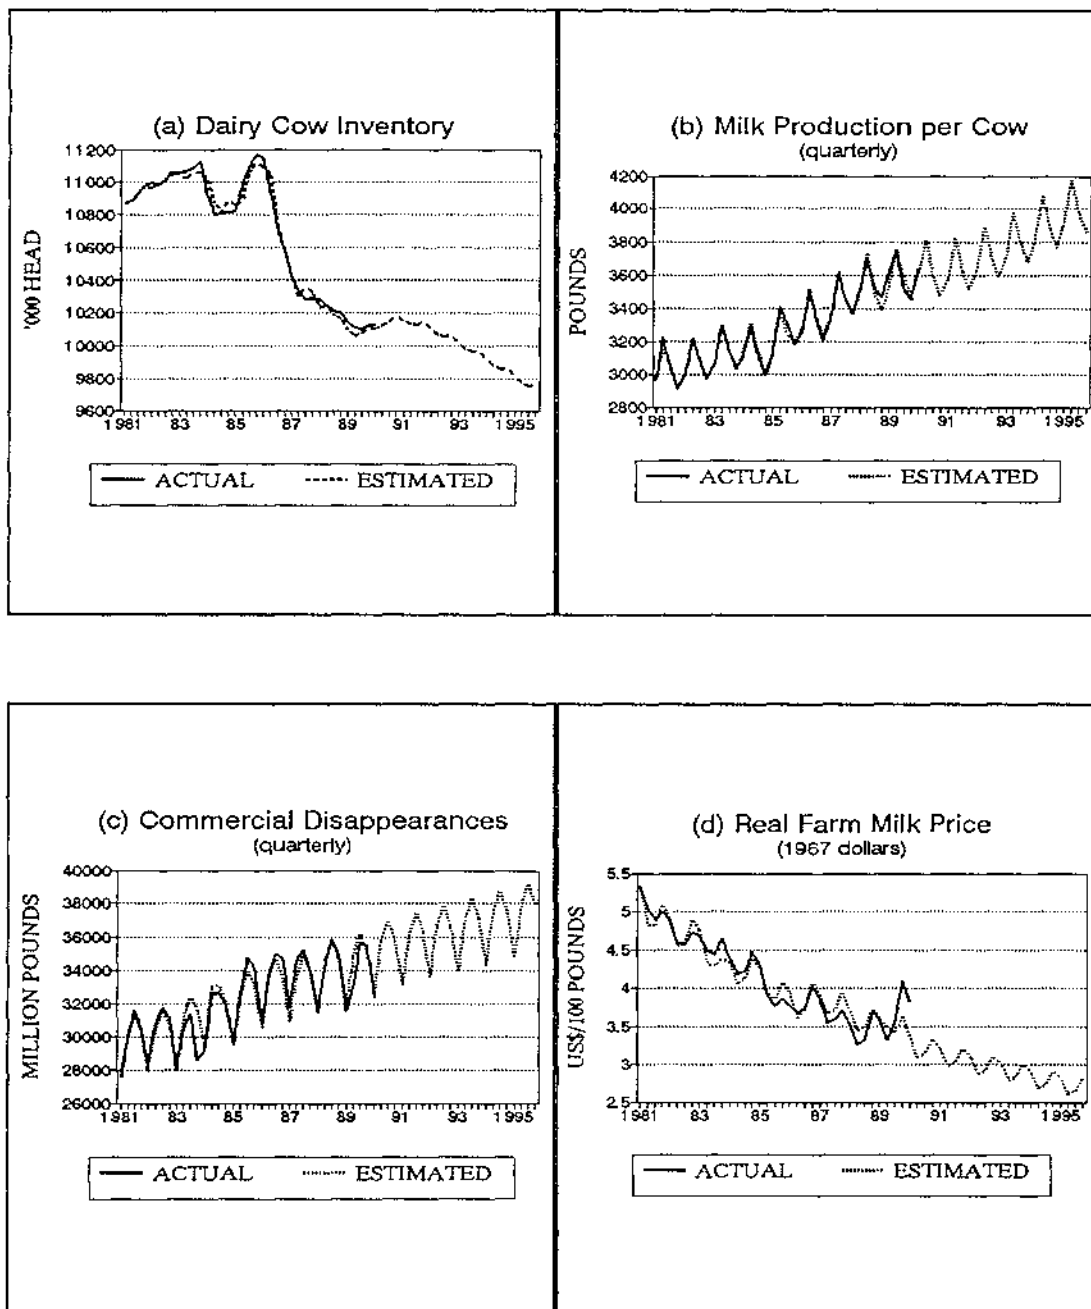 (a) Dairy Cow Inventory
'000 HEAD
11200
11000
10800
10600
10400
10200
10000
9800
9600
1981 83 85 87 89 91 93 1995
ACTUAL ESTIMATED
(b) Milk Production per Cow
(quarterly)
POUNDS
4200
4000
3800
3600
3400
3200
3000
2800
1981 83 85 87 89 91 93 1995
ACTUAL ESTIMATED
(c) Commercial Disappearances
(quarterly)
MILLION POUNDS
40000
38000
36000
34000
32000
30000
28000
26000
1981 83 85 87 89 91 93 1995
ACTUAL ESTIMATED
(d) Real Farm Milk Price
(1967 dollars)
US$/100 POUNDS
5.5
5
4.5
4
3.5
3
2.5
1981 83 85 87 89 91 93 1995
ACTUAL ESTIMATED